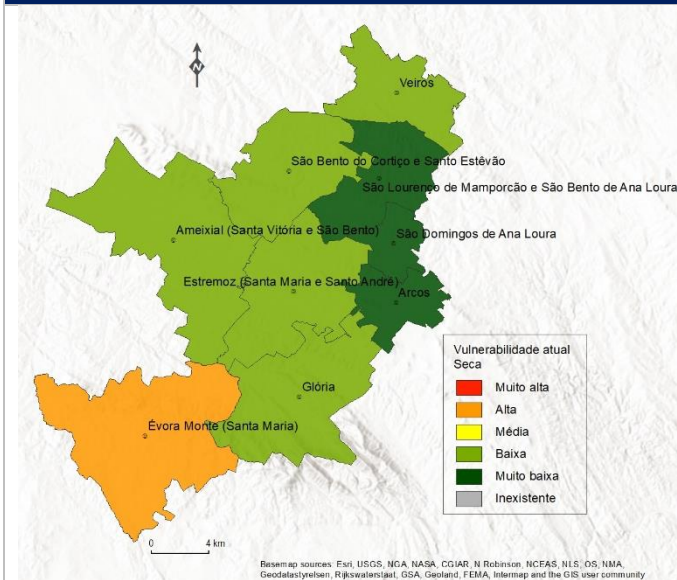 N
Veiros
São Bento do Cortiço e Santo Estêvão
São Lourenço de Mamporcão e São Bento de Ana Loura
Ameixial (Santa Vitória e São Bento)
São Domingos de Ana Loura
Estremoz (Santa Maria e Santo André)
Arcos
Glória
Évora Monte (Santa Maria)
Vulnerabilidade atual
Seca
Muito alta
Alta
Média
Baixa
Muito baixa
Inexistente
0 4 km
Basemap sources: Esri, USGS, NGA, NASA, CGIAR, N Robinson, NCEAS, NLS, OS, NMA,
Geodatastyrelsen, Rijkswaterstaat, GSA, Geoland, FEMA, Intermap and the GIS user community